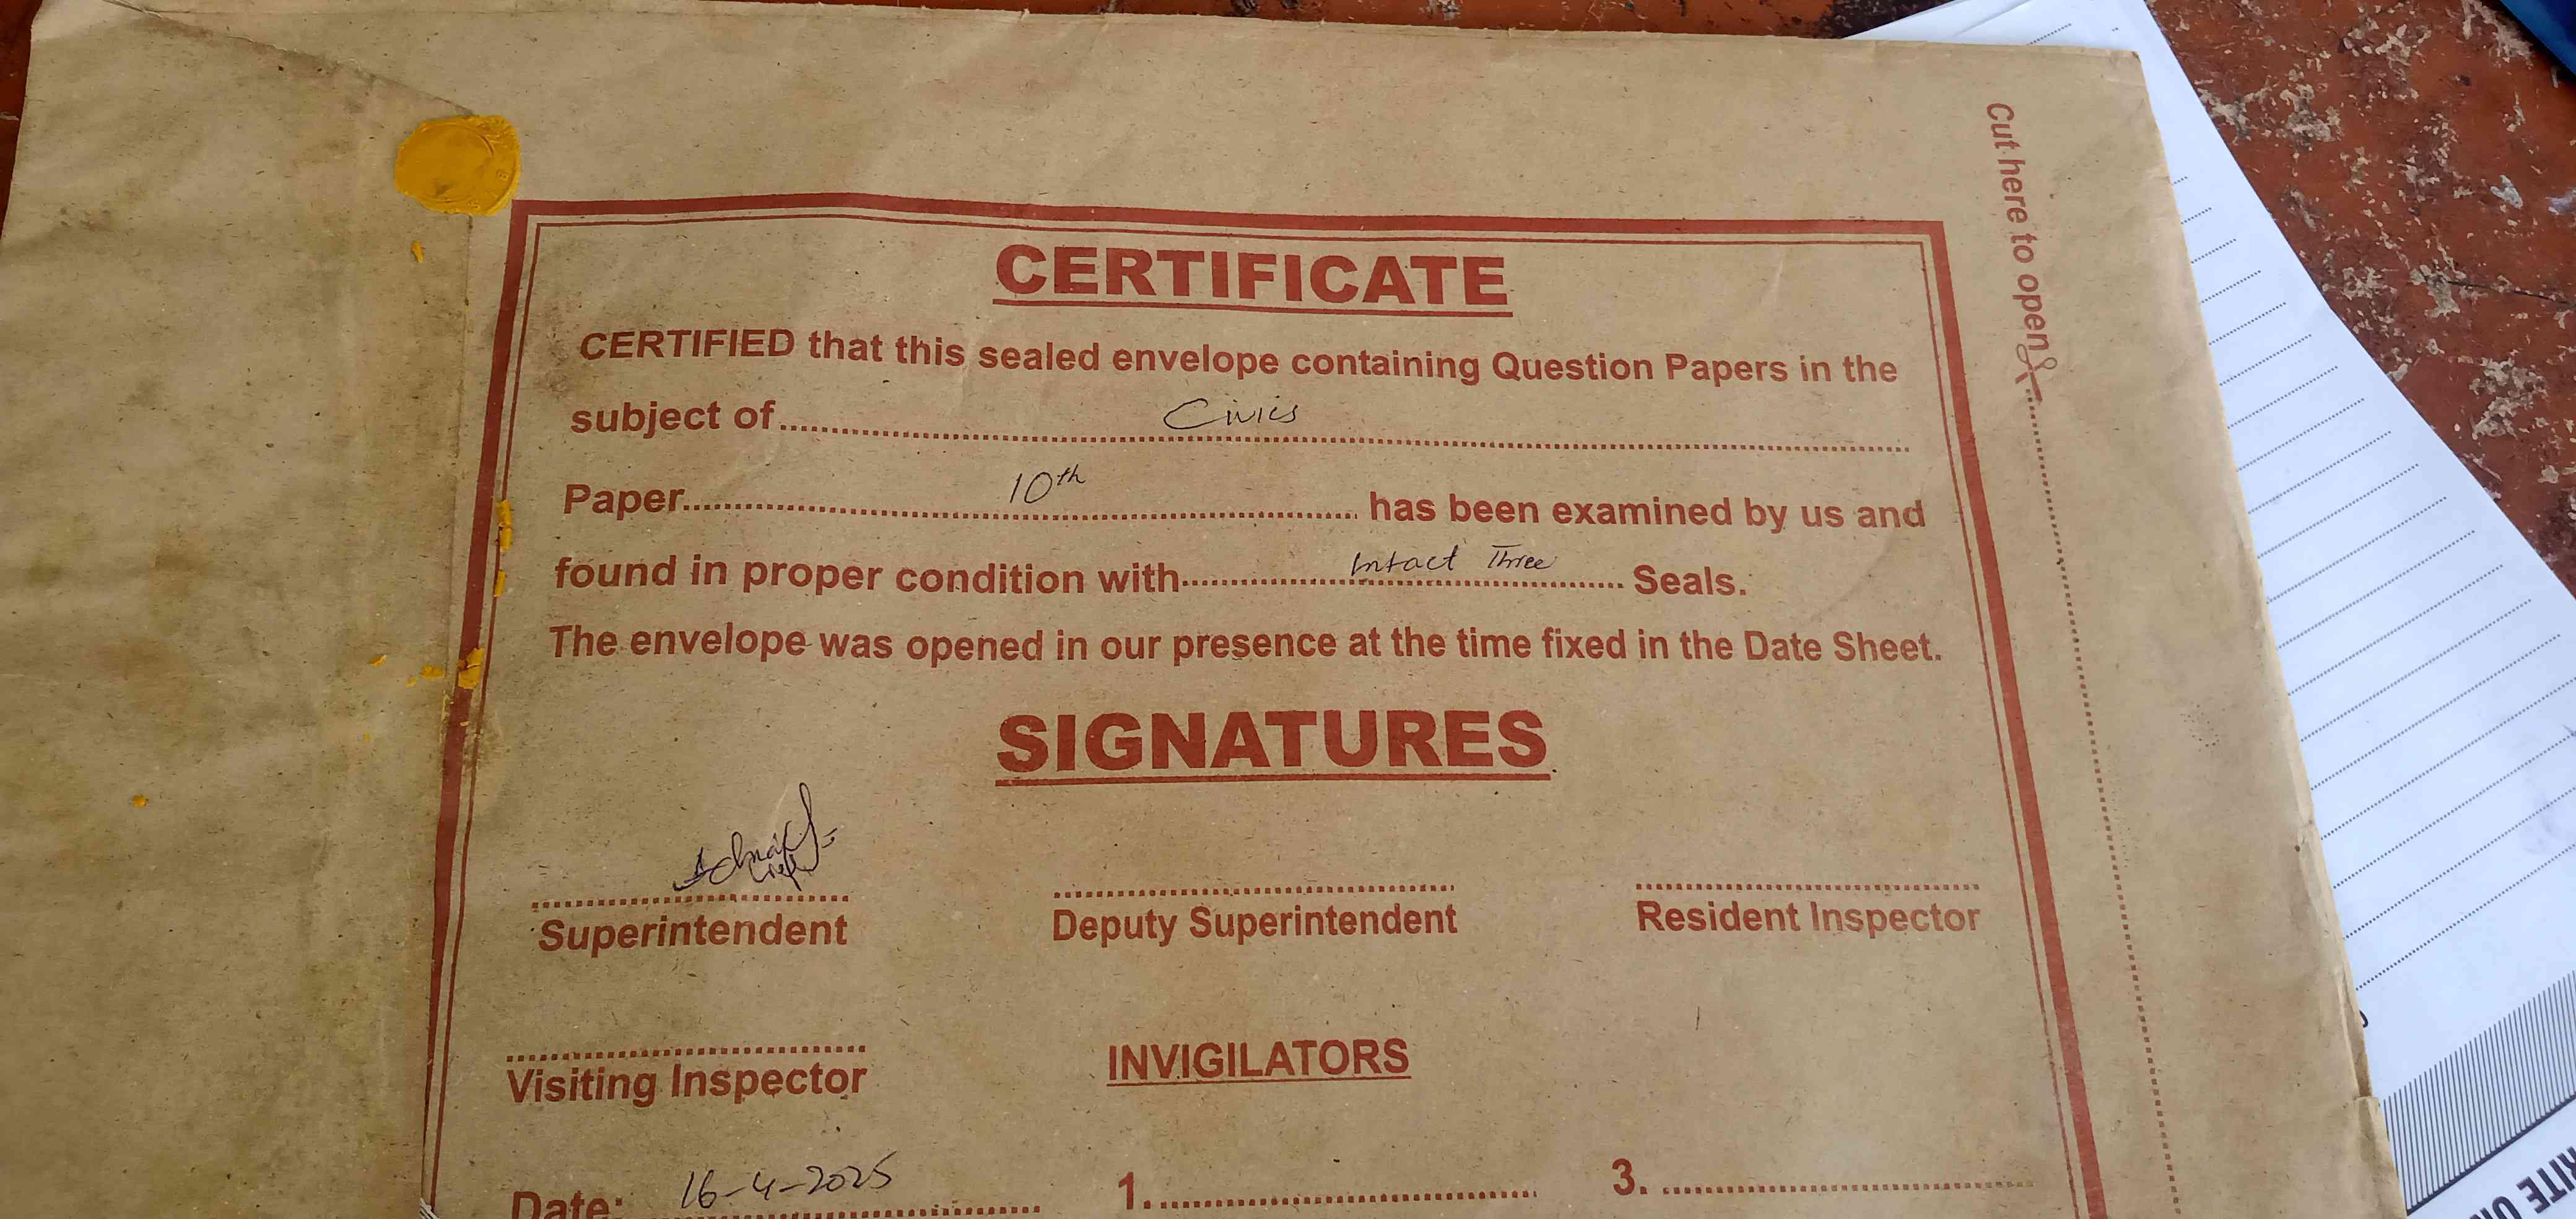 Cut here to open
CERTIFICATE
CERTIFIED that this sealed envelope containing Question Papers in the
subject of Civics
Paper 10th has been examined by us and
found in proper condition with Intact Three Seals.
The envelope was opened in our presence at the time fixed in the Date Sheet.
SIGNATURES
Superintendent Deputy Superintendent Resident Inspector
Visiting Inspector INVIGILATORS
Date: 16-4-2025 1. 3.